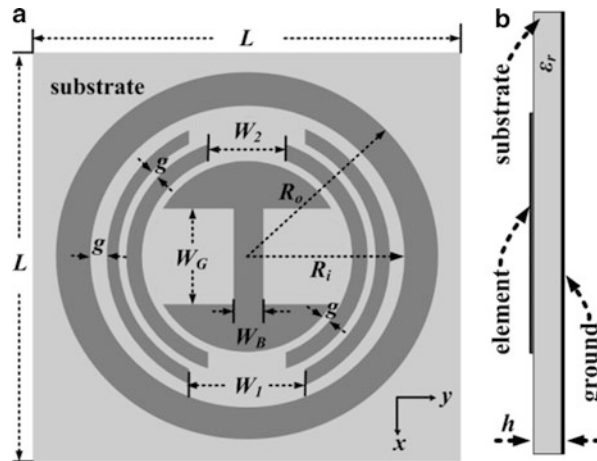 a
L
substrate
W2
g
Ro
g
L
WG
Ri
g
WB
W1
y
x
b
substrate
εr
element
ground
h